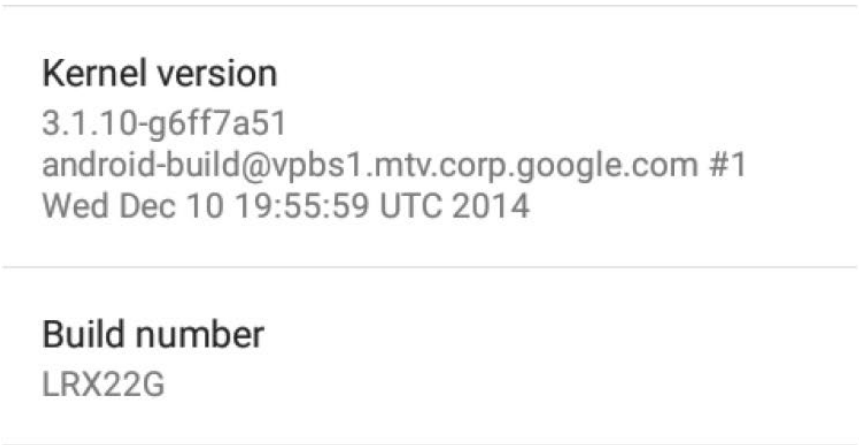 Kernel version
3.1.10-g6ff7a51
android-build@vpbs1.mtv.corp.google.com #1
Wed Dec 10 19:55:59 UTC 2014
Build number
LRX22G